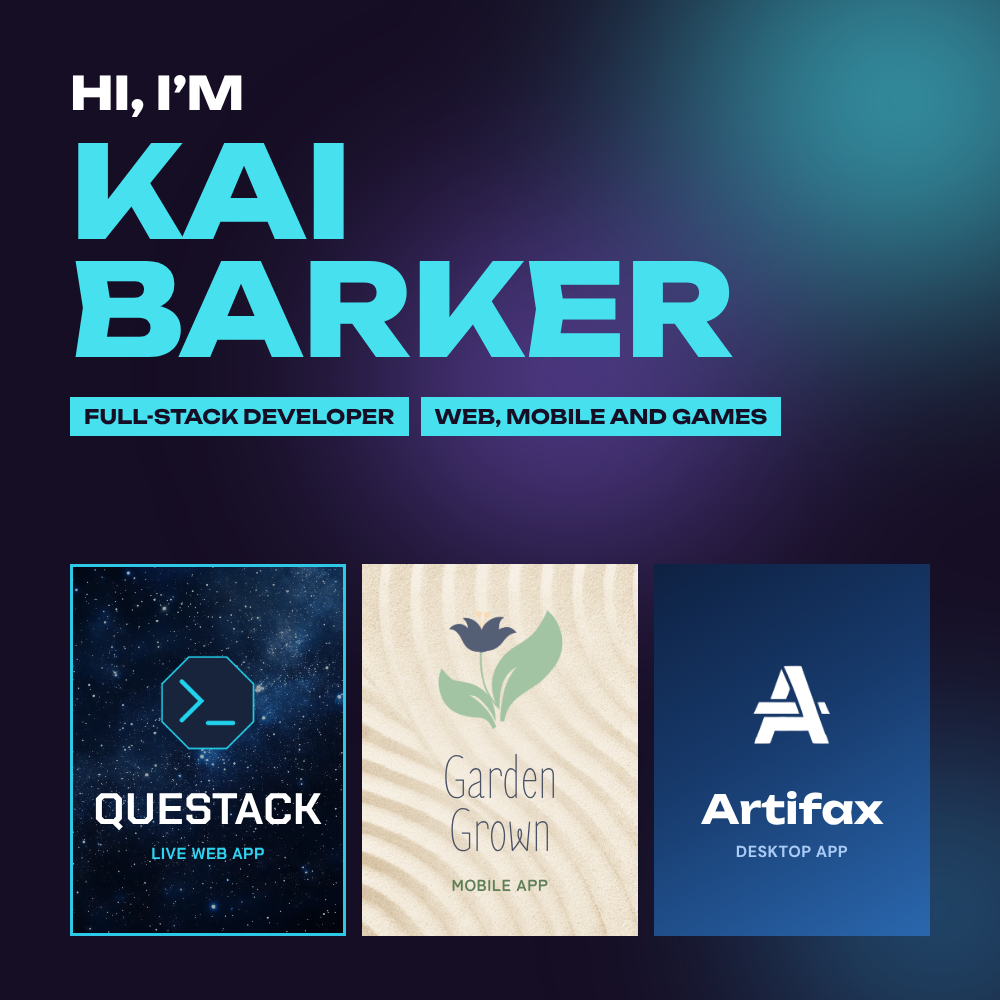 HI, I’M
KAI
BARKER
FULL-STACK DEVELOPER
WEB, MOBILE AND GAMES
>_
QUESTACK
LIVE WEB APP
Garden
Grown
MOBILE APP
Artifax
DESKTOP APP